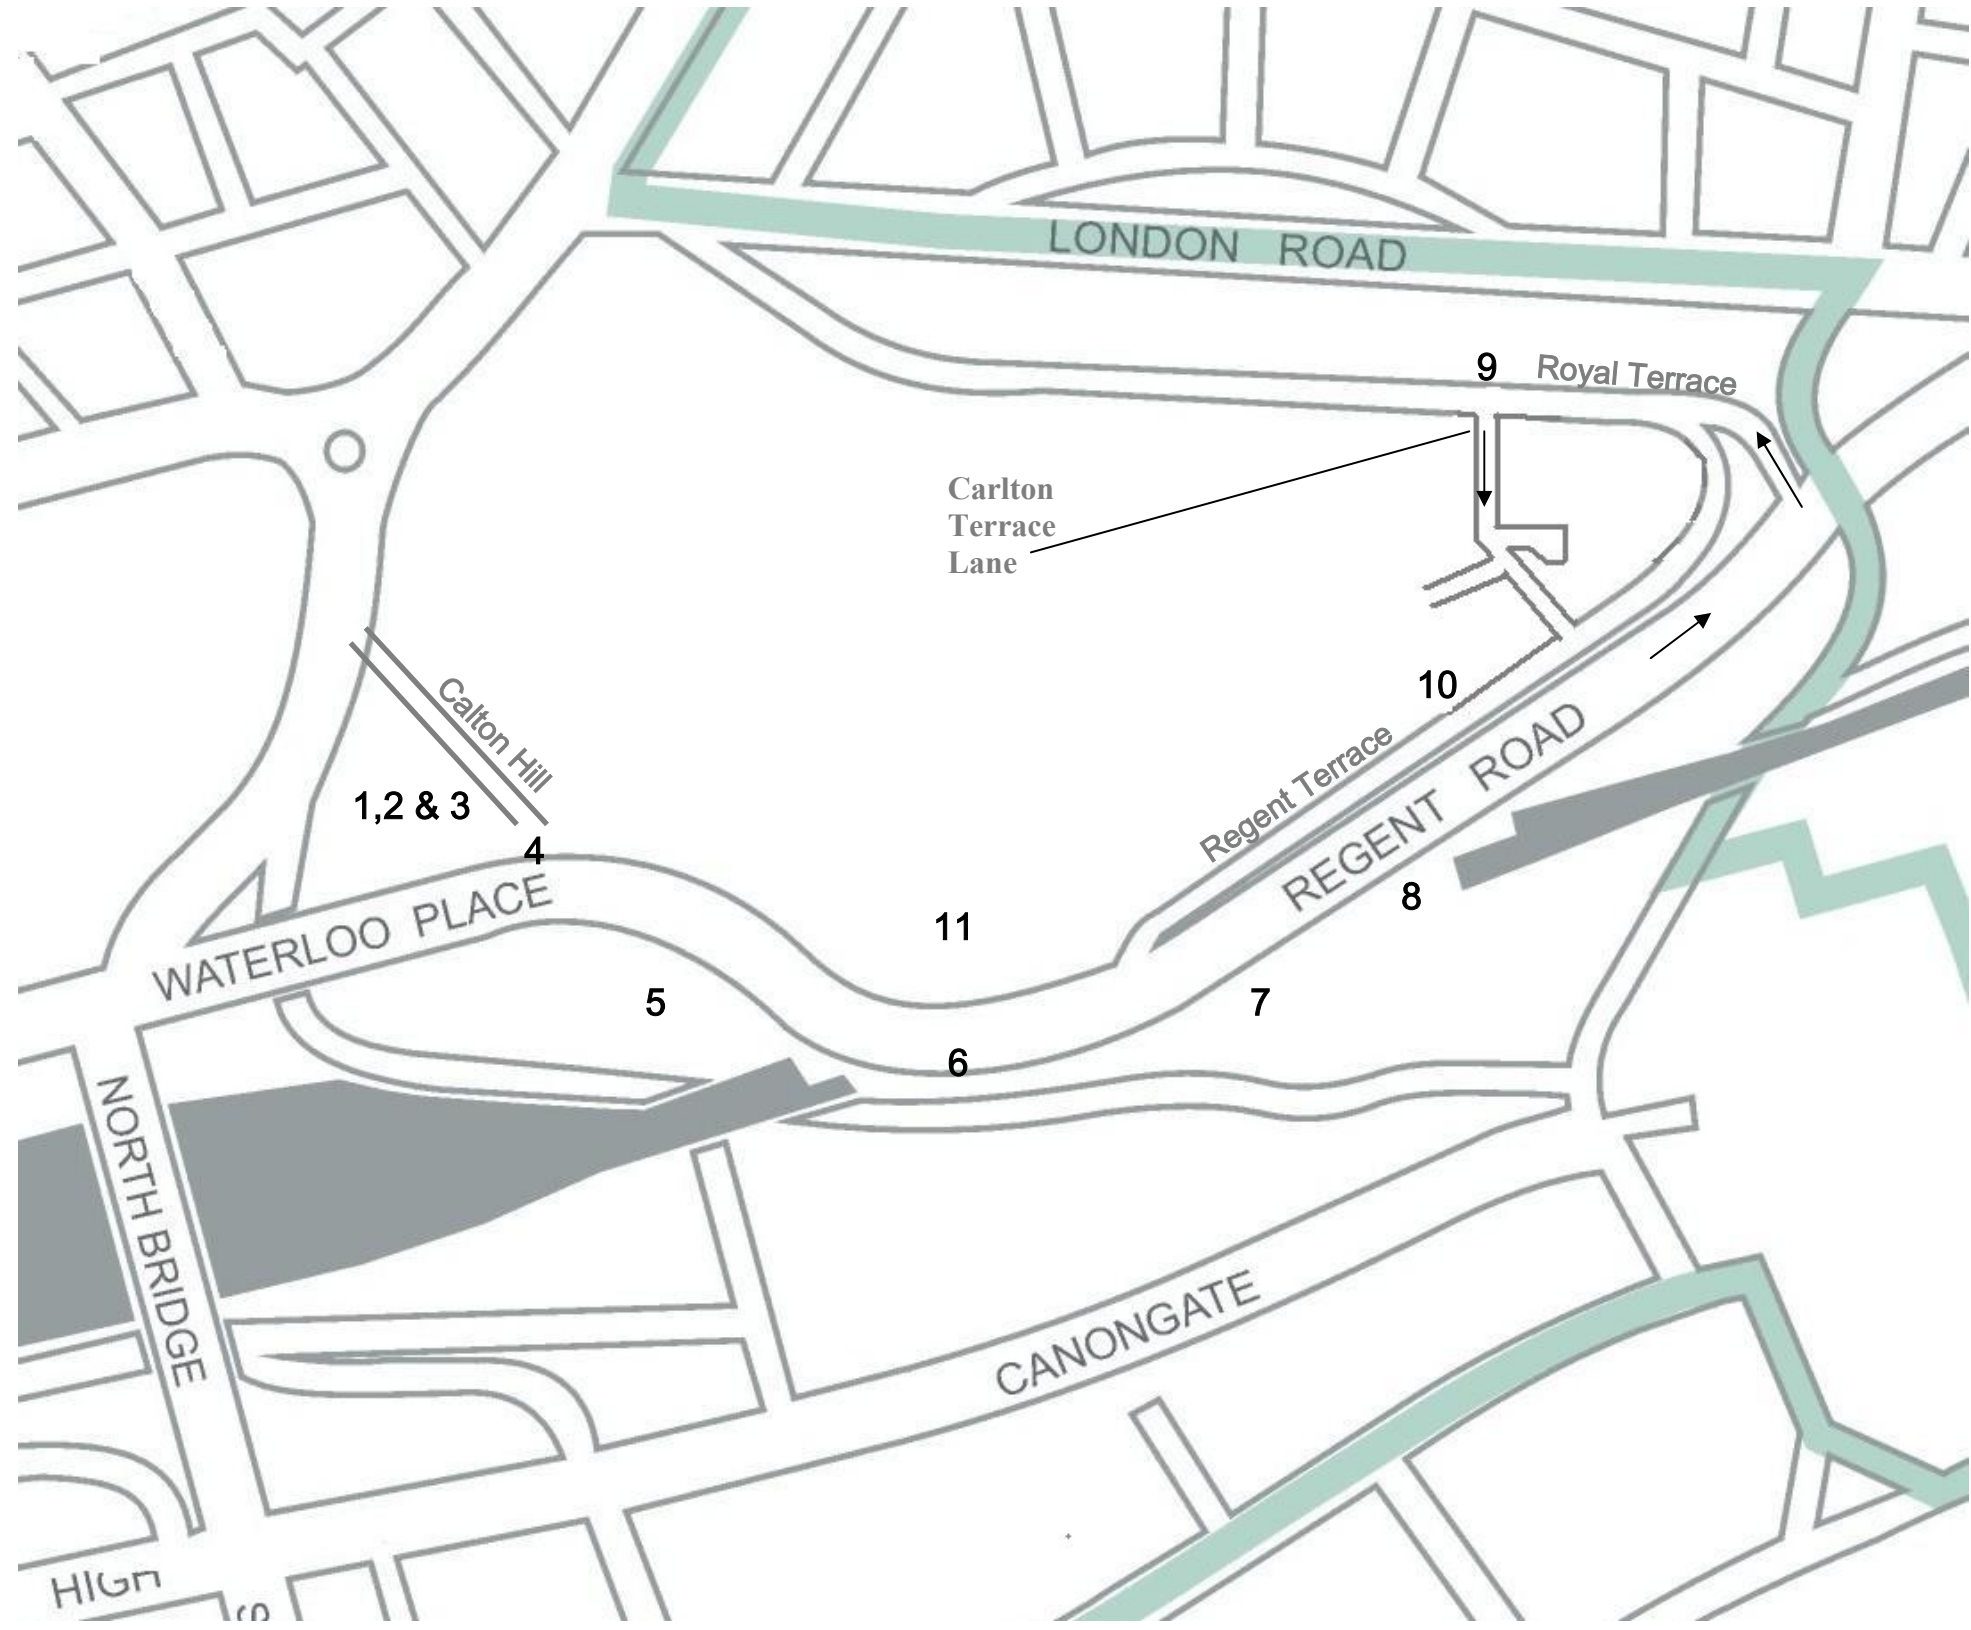 LONDON ROAD
9
Royal Terrace
Carlton
Terrace
Lane
Calton Hill
10
1,2 & 3
Regent Terrace
REGENT ROAD
4
8
WATERLOO PLACE
11
5
7
6
NORTH BRIDGE
CANONGATE
HIGH
S